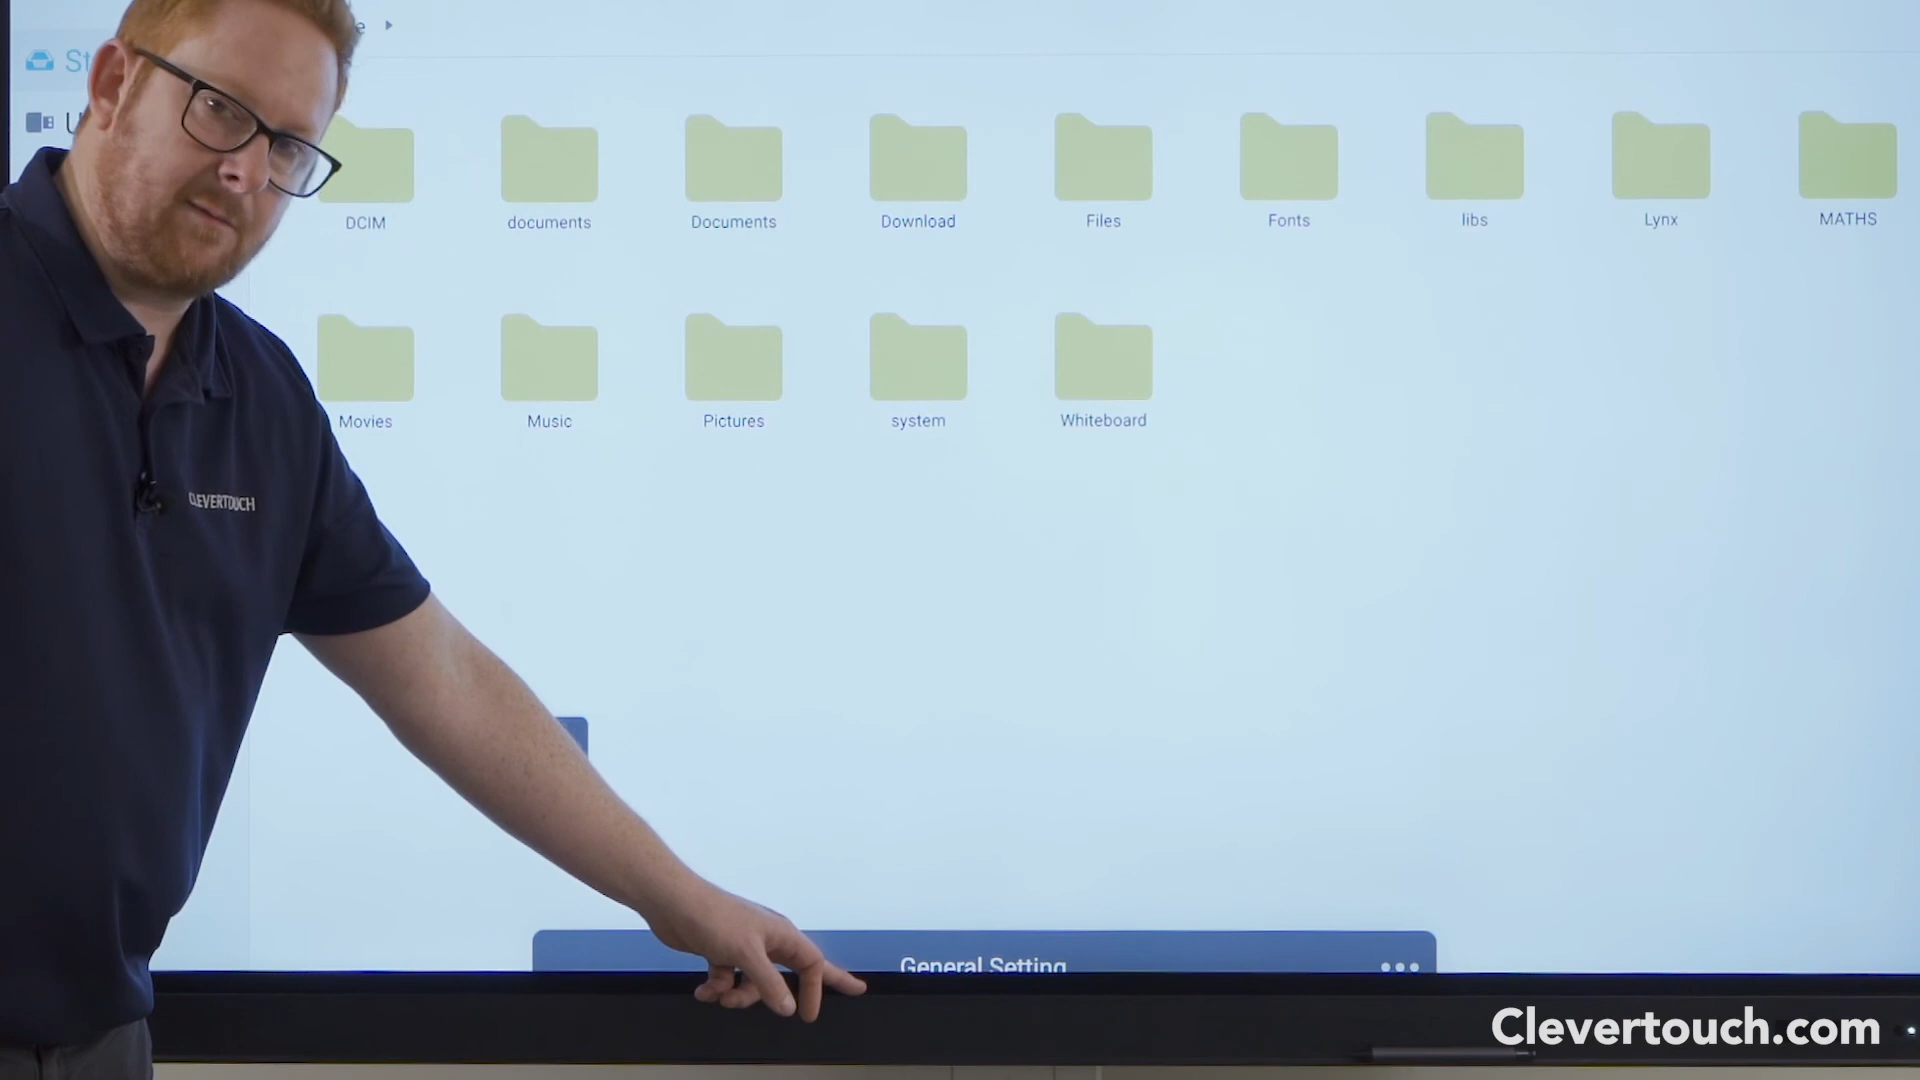 DCIM
documents
Documents
Download
Files
Fonts
libs
Lynx
MATHS
Movies
Music
Pictures
system
Whiteboard
CLEVERTOUCH
General Setting
Clevertouch.com